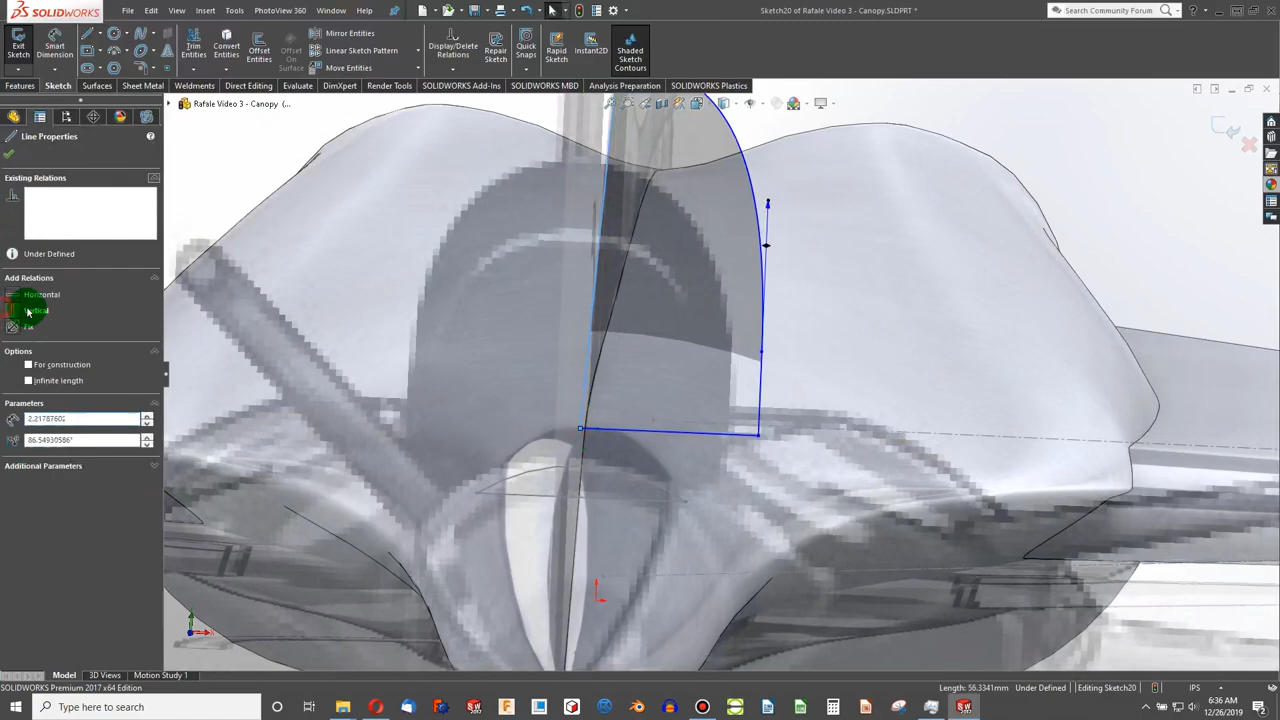 SOLIDWORKS
File
Edit
View
Insert
Tools
PhotoView 360
Window
Help
Sketch20 of Rafale Video 3 - Canopy.SLDPRT *
Search Community Forum
Exit Sketch
Smart Dimension
Trim Entities
Convert Entities
Offset Entities
Offset On Surface
Mirror Entities
Linear Sketch Pattern
Move Entities
Display/Delete Relations
Repair Sketch
Quick Snaps
Rapid Sketch
Instant2D
Shaded Sketch Contours
Features
Sketch
Surfaces
Sheet Metal
Weldments
Direct Editing
Evaluate
DimXpert
Render Tools
SOLIDWORKS Add-Ins
SOLIDWORKS MBD
Analysis Preparation
SOLIDWORKS Plastics
Rafale Video 3 - Canopy (...
Line Properties
Existing Relations
Under Defined
Add Relations
Horizontal
Vertical
Fix
Options
For construction
Infinite length
Parameters
2.21787602
86.54930586°
Additional Parameters
Model
3D Views
Motion Study 1
SOLIDWORKS Premium 2017 x64 Edition
Length: 56.3341mm
Under Defined
Editing Sketch20
IPS
Type here to search
6:36 AM
12/26/2019